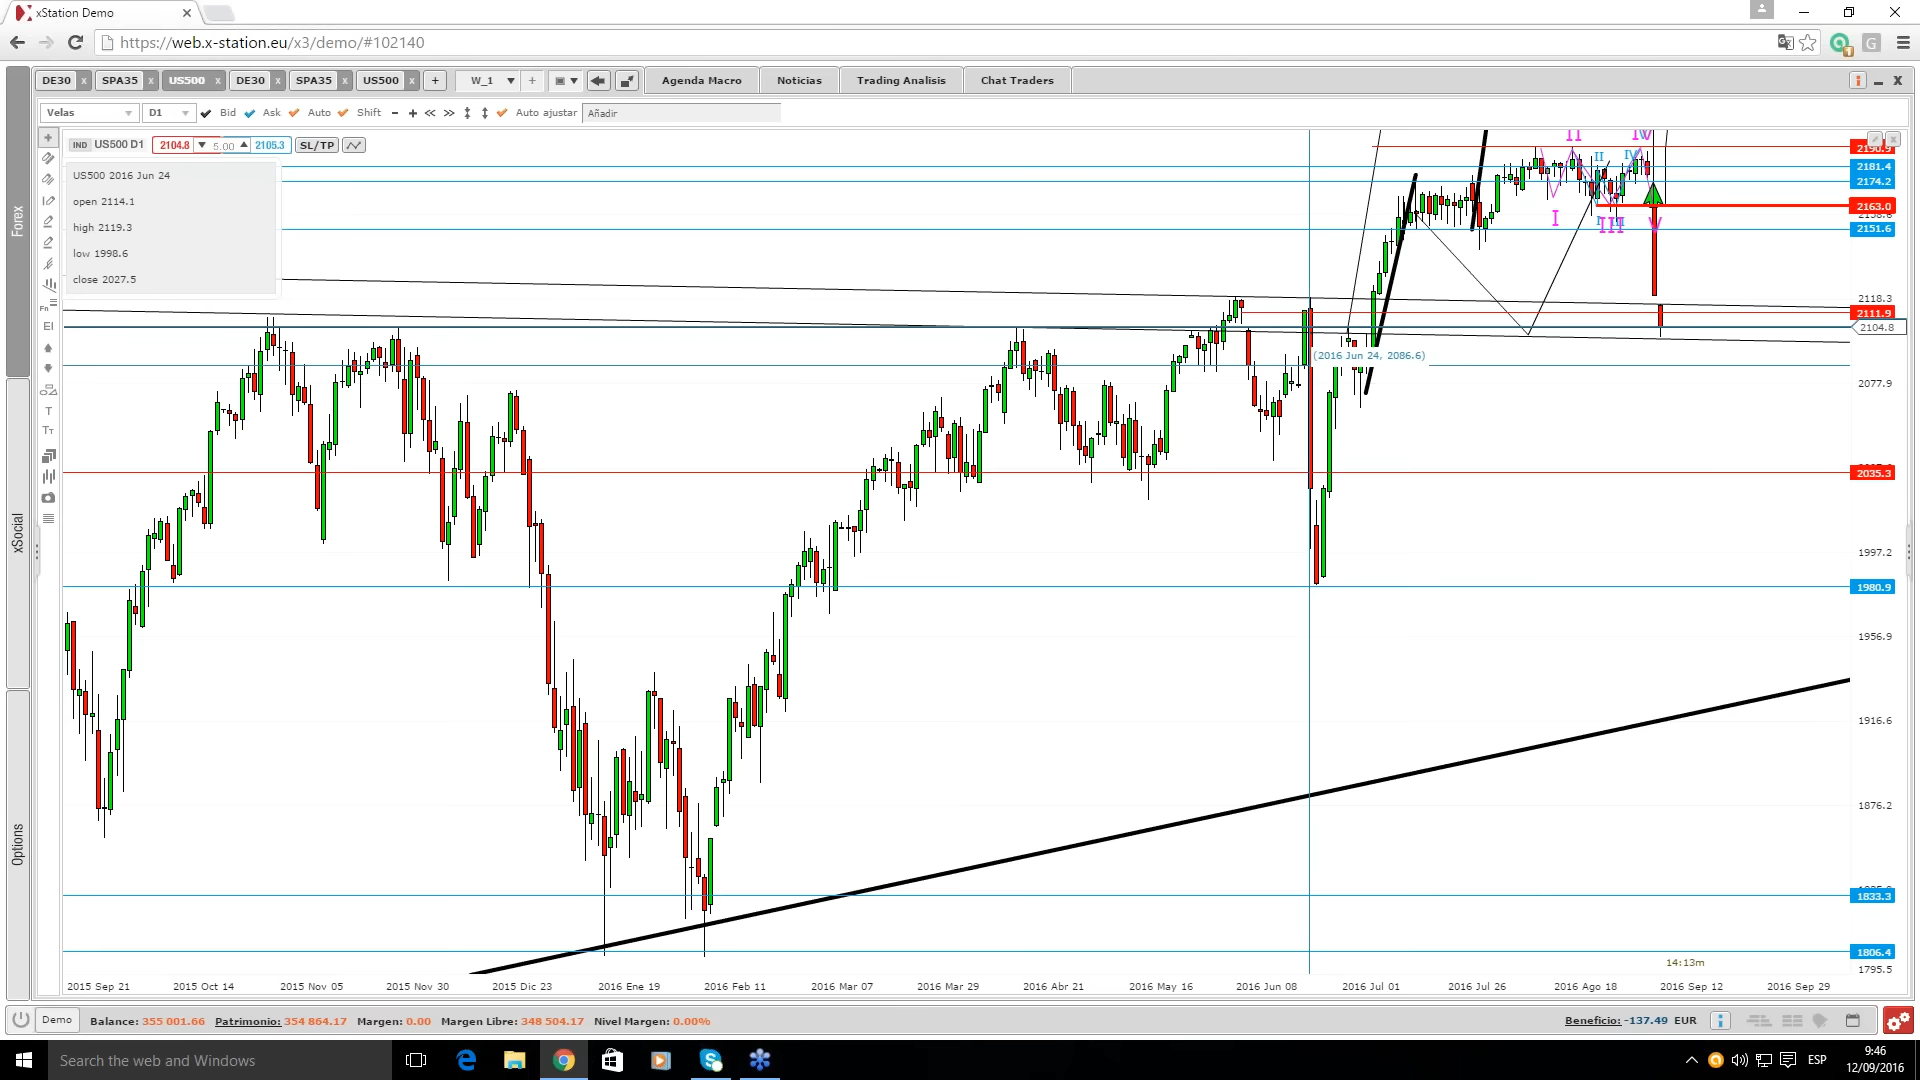 xStation Demo
https://web.x-station.eu/x3/demo/#102140
DE30 SPA35 US500 DE30 SPA35 US500 + W_1 Agenda Macro Noticias Trading Analisis Chat Traders
Velas D1 Bid Ask Auto Shift Auto ajustar Añadir
IND US500 D1 2104.8 5.00 2105.3 SL/TP
US500 2016 Jun 24
open 2114.1
high 2119.3
low 1998.6
close 2027.5
Forex
xSocial
Options
Fn
EI
T
TT
II IV
II IV
I III V
2181.4
2174.2
2163.0
2151.6
2118.3
2111.9
2104.8
(2016 Jun 24, 2086.6)
2077.9
2035.3
1997.2
1980.9
1956.9
1916.6
1876.2
1833.3
1806.4
1795.5
14:13m
2015 Sep 21 2015 Oct 14 2015 Nov 05 2015 Nov 30 2015 Dic 23 2016 Ene 19 2016 Feb 11 2016 Mar 07 2016 Mar 29 2016 Abr 21 2016 May 16 2016 Jun 08 2016 Jul 01 2016 Jul 26 2016 Ago 18 2016 Sep 12 2016 Sep 29
Demo Balance: 355 001.66 Patrimonio: 354 864.17 Margen: 0.00 Margen Libre: 348 504.17 Nivel Margen: 0.00% Beneficio: -137.49 EUR
Search the web and Windows
ESP
9:46
12/09/2016